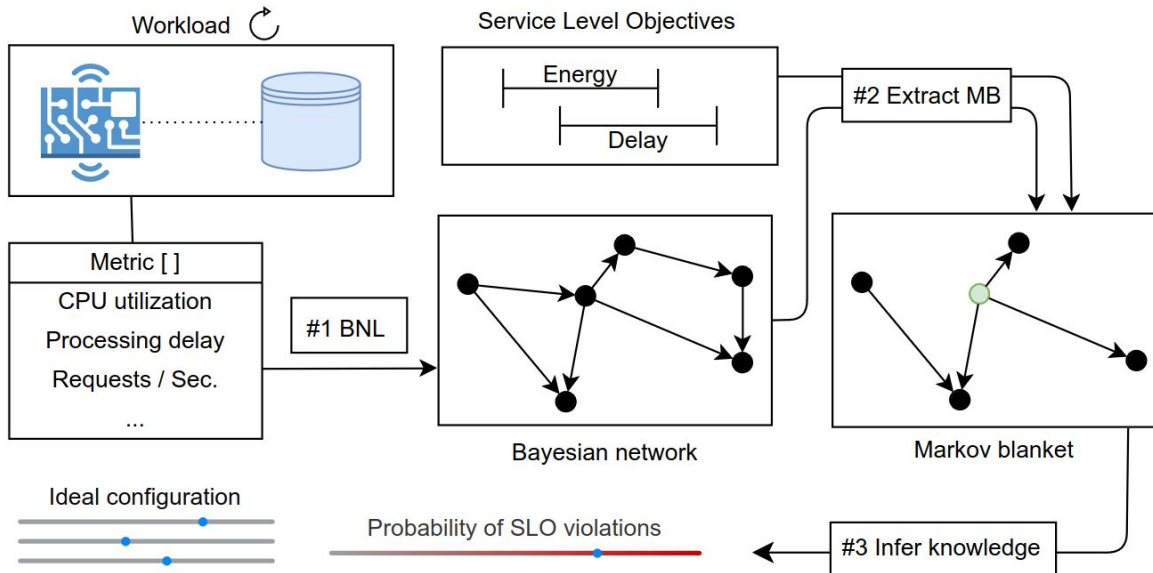 Workload
Service Level Objectives
Energy
Delay
#2 Extract MB
Metric [ ]
CPU utilization
Processing delay
Requests / Sec.
...
#1 BNL
Bayesian network
Markov blanket
Ideal configuration
Probability of SLO violations
#3 Infer knowledge